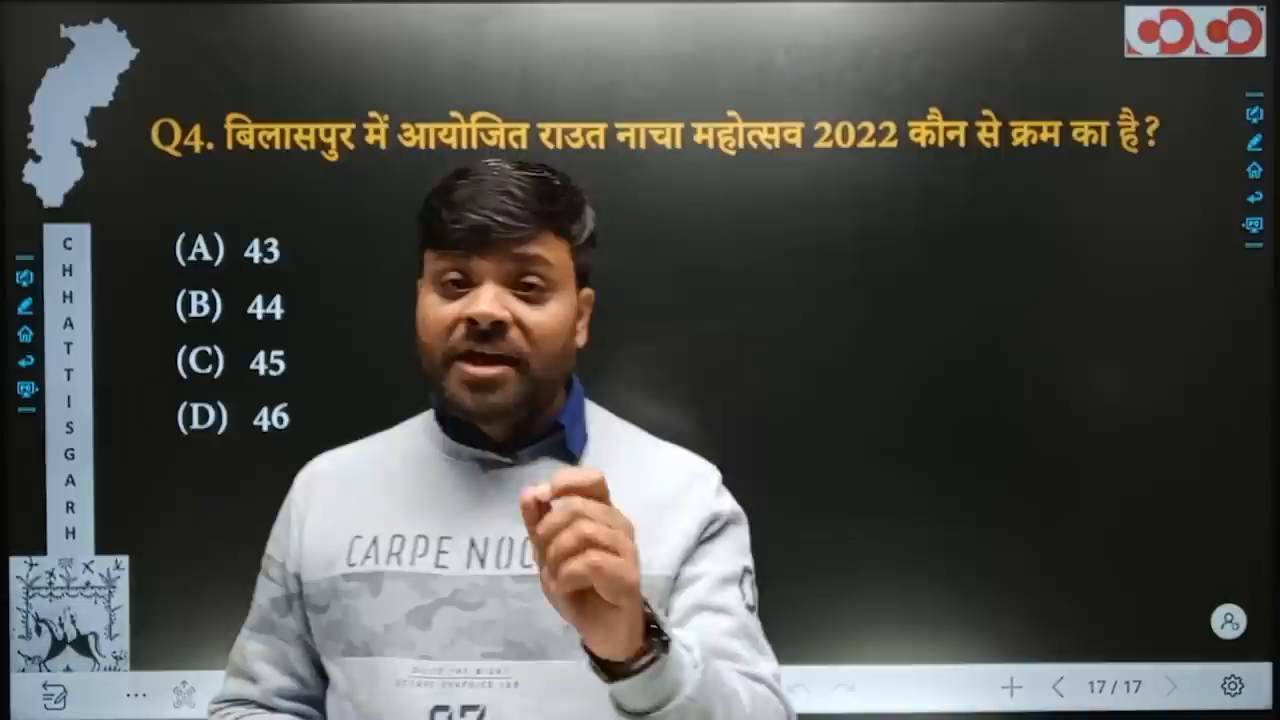 Q4. बिलासपुर में आयोजित राउत नाचा महोत्सव 2022 कौन से क्रम का है?
(A) 43
(B) 44
(C) 45
(D) 46
CHHATTISGARH
CARPE NOC
17/17